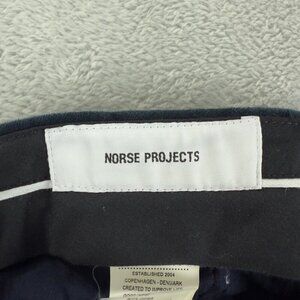 NORSE PROJECTS
ESTABLISHED 2004
COPENHAGEN - DENMARK
CREATED TO IMPROVE LIFE